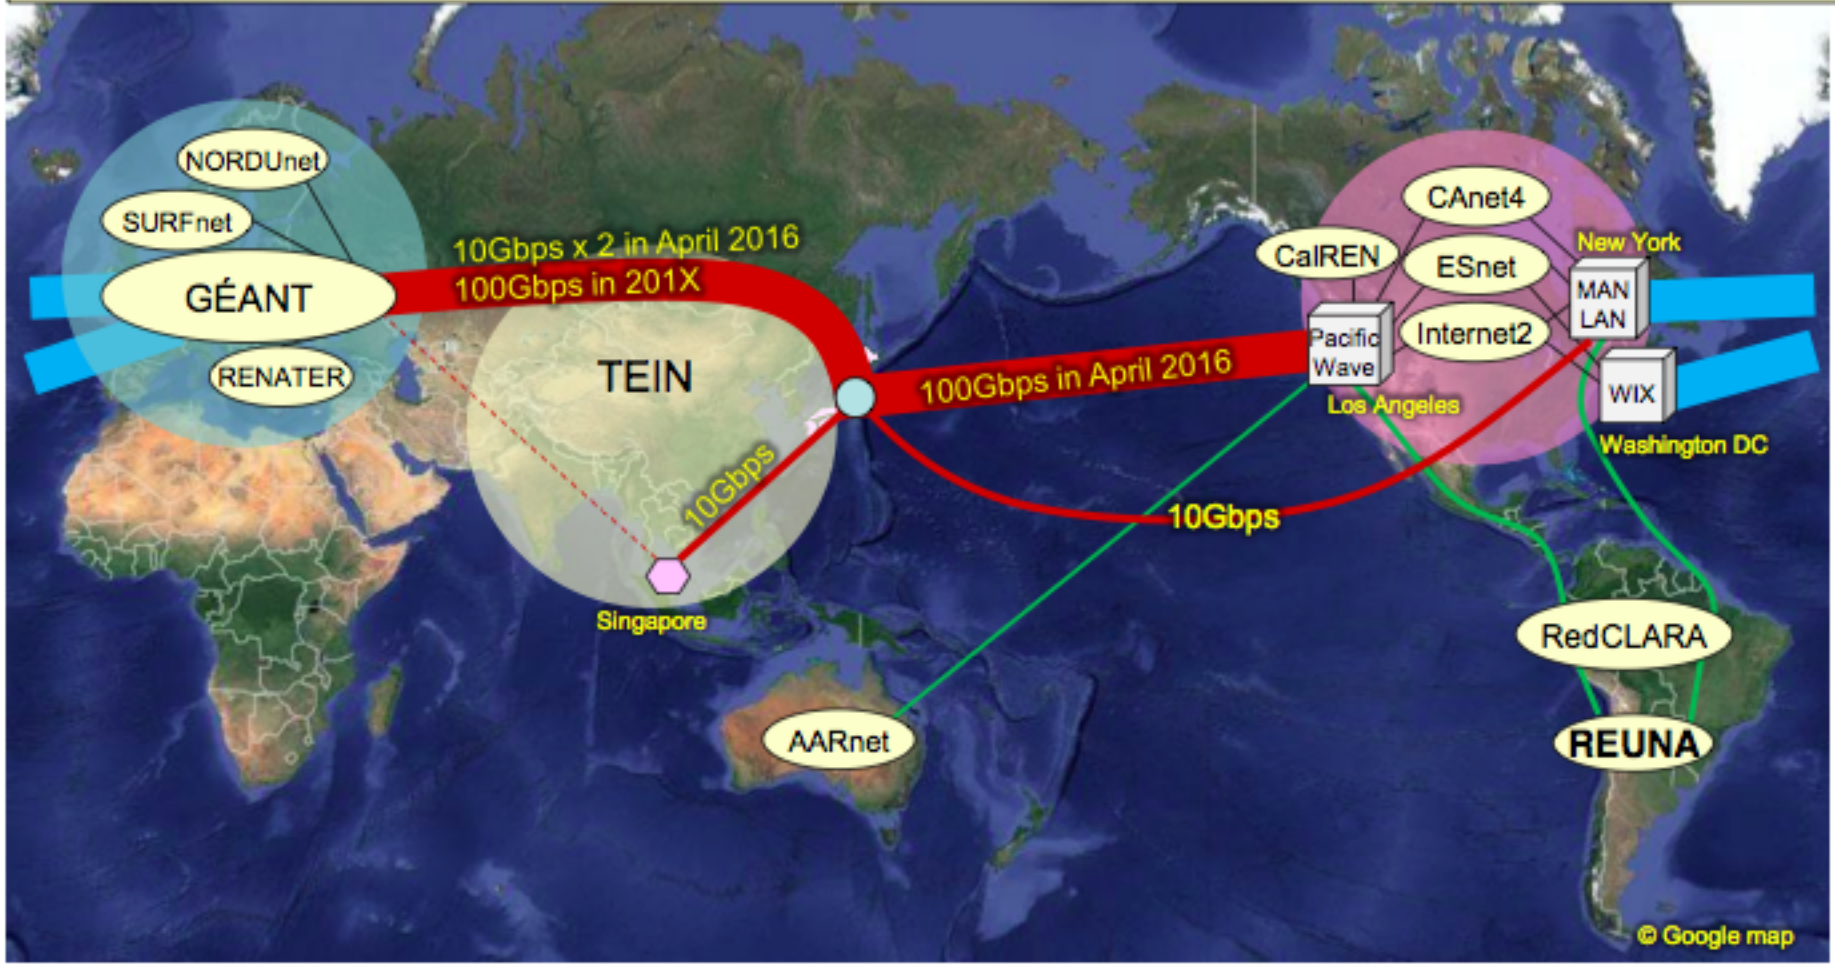 NORDUnet
SURFnet
GÉANT
RENATER
10Gbps x 2 in April 2016
100Gbps in 201X
TEIN
10Gbps
Singapore
100Gbps in April 2016
10Gbps
AARnet
CalREN
CAnet4
ESnet
Internet2
Pacific
Wave
Los Angeles
New York
MAN
LAN
WIX
Washington DC
RedCLARA
REUNA
© Google map